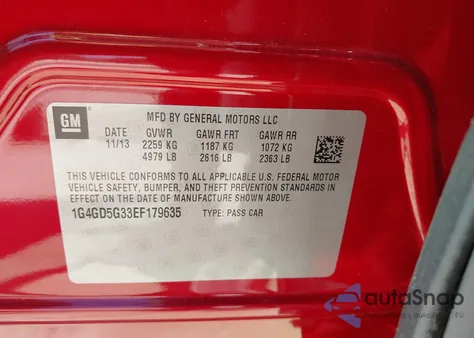 GM
MFD BY GENERAL MOTORS LLC
DATE GVWR GAWR FRT GAWR RR
11/13 2259 KG 1187 KG 1072 KG
4979 LB 2616 LB 2363 LB
THIS VEHICLE CONFORMS TO ALL APPLICABLE U.S. FEDERAL MOTOR
VEHICLE SAFETY, BUMPER, AND THEFT PREVENTION STANDARDS IN
EFFECT ON THE DATE OF MANUFACTURE SHOWN ABOVE.
1G4GD5G33EF179635 TYPE: PASS CAR
autoSnap